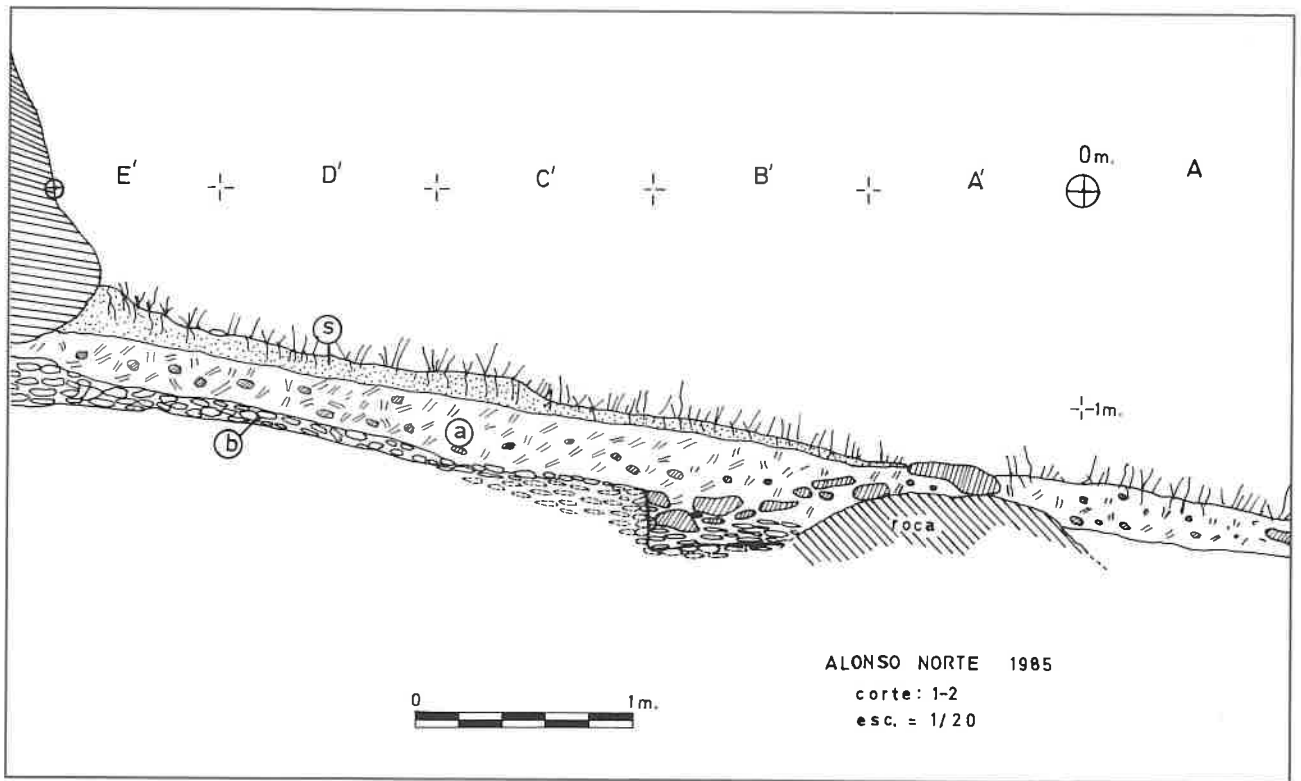 0m.
E' D' C' B' A' A
s
-1m.
a
b
roca
ALONSO NORTE 1985
corte: 1-2
esc. = 1/20
0 1m.